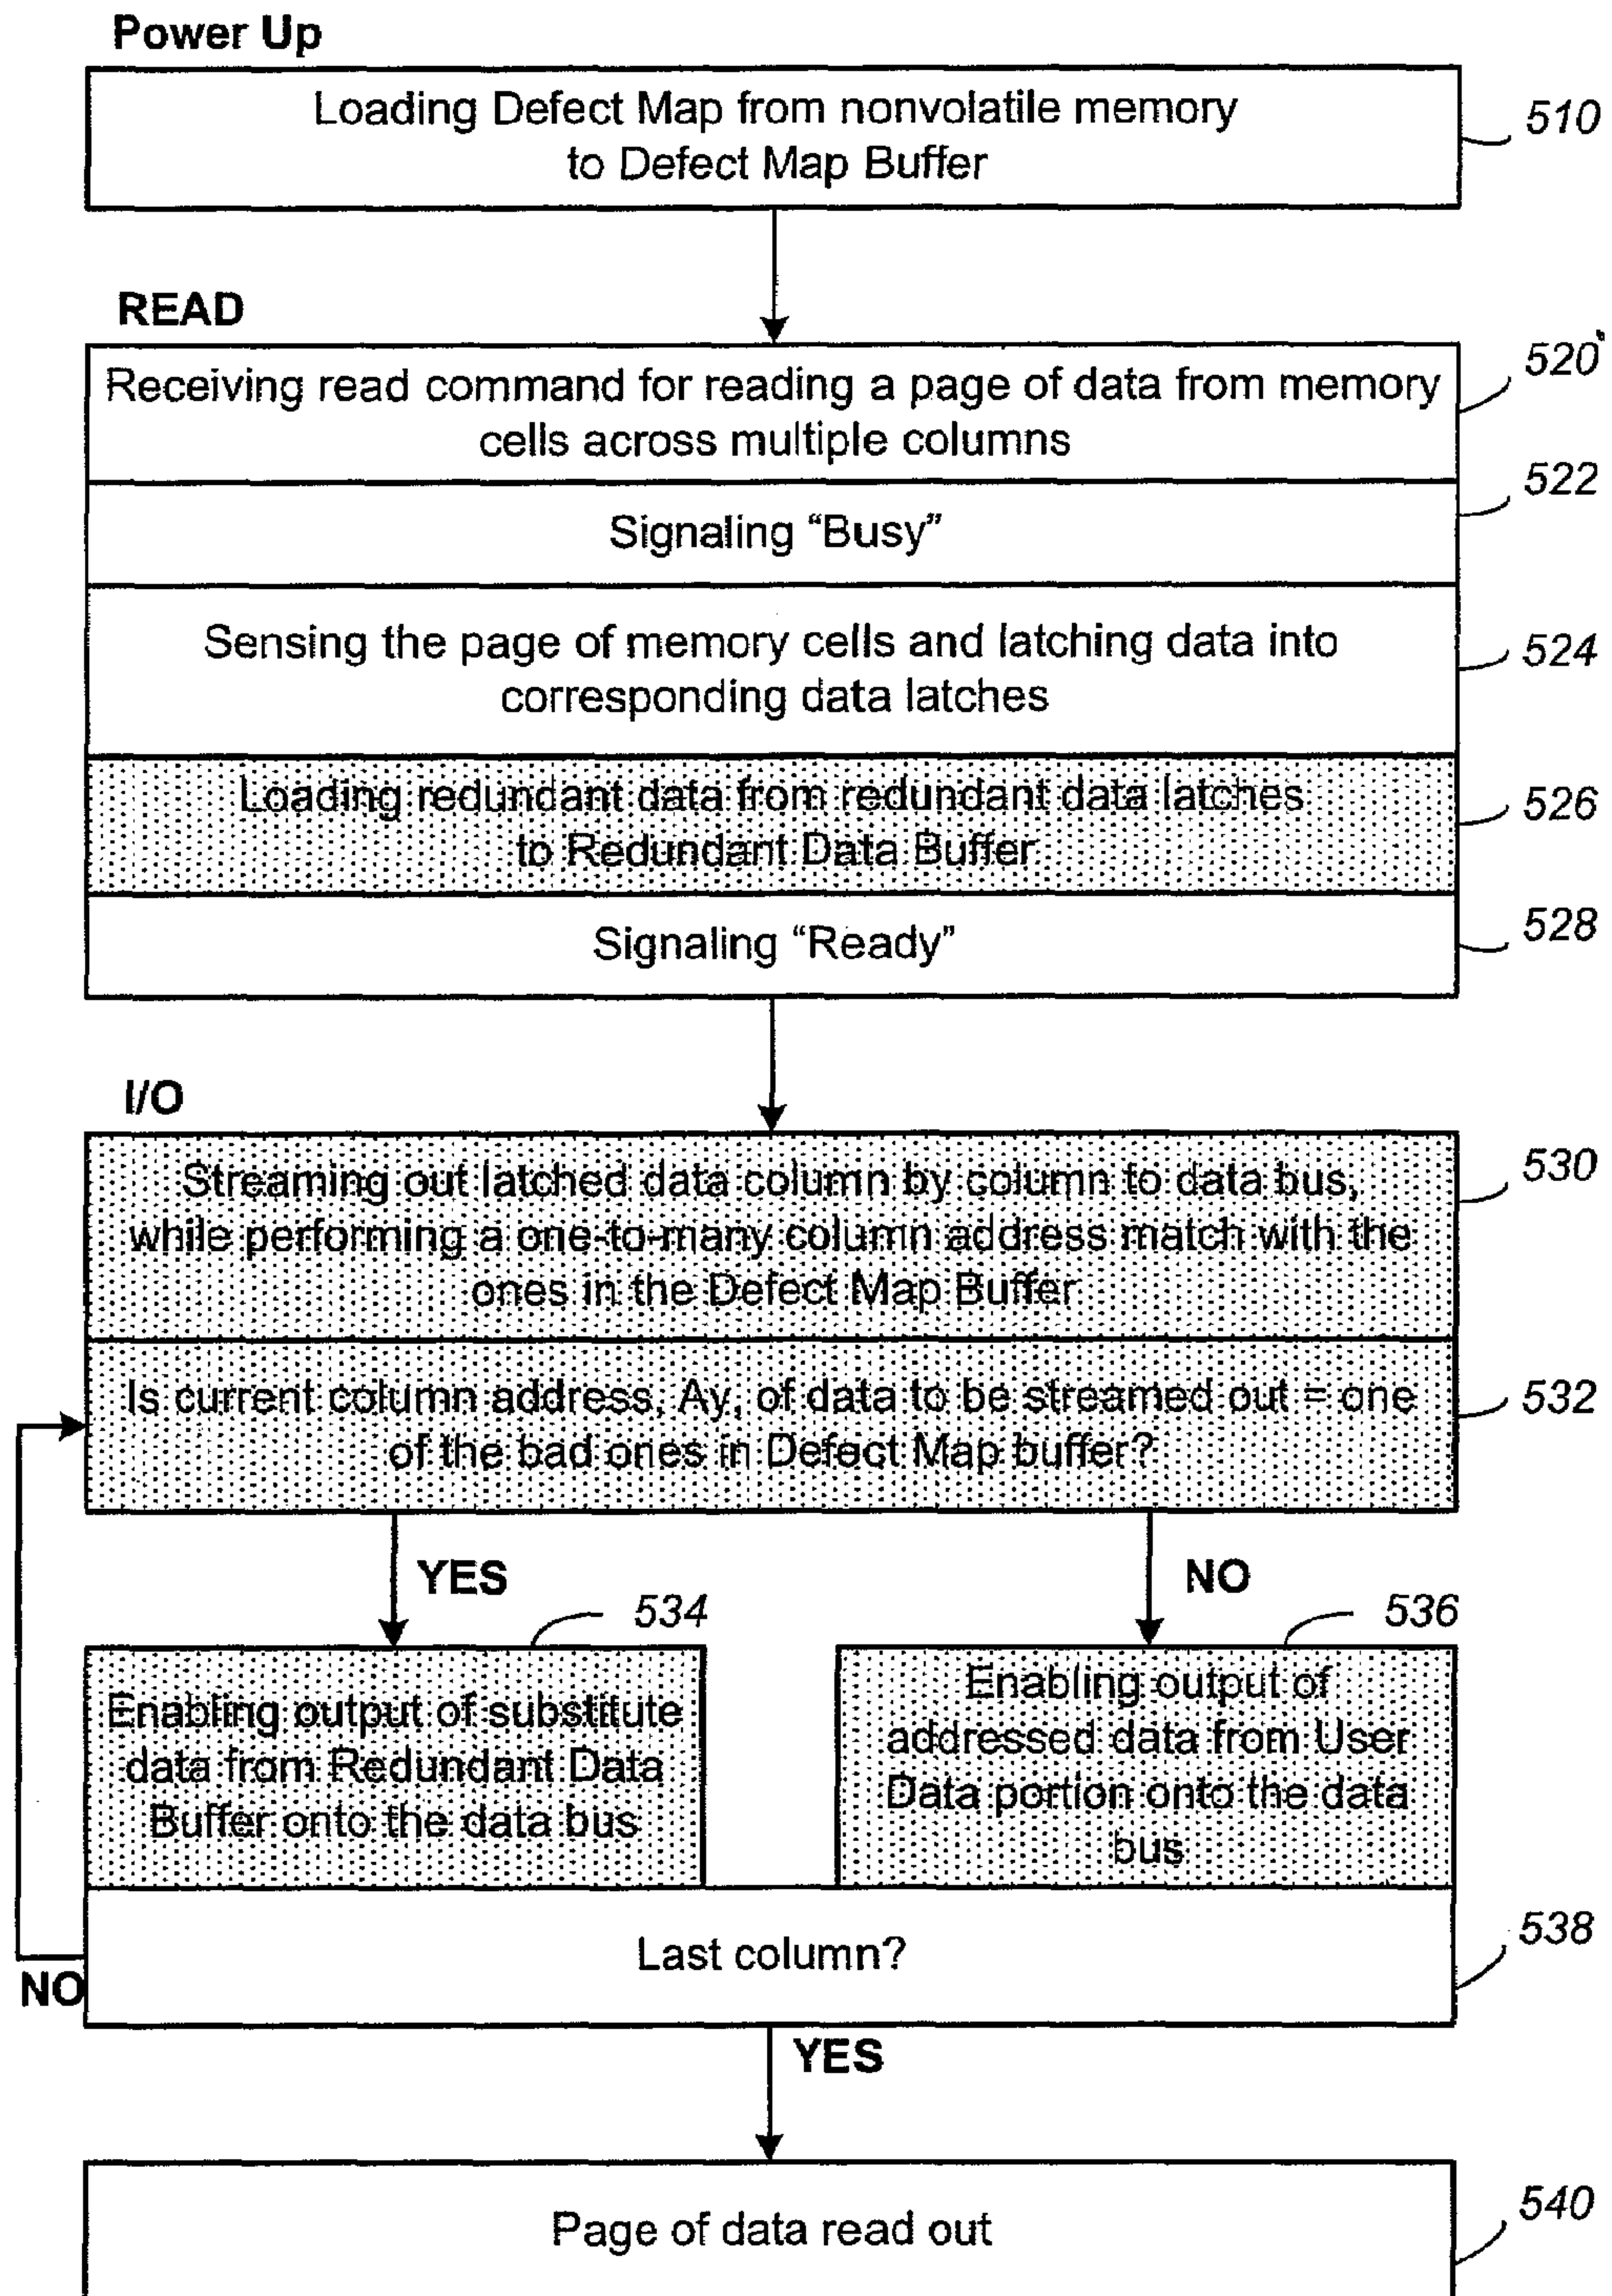 Power Up
Loading Defect Map from nonvolatile memory
to Defect Map Buffer
510
READ
Receiving read command for reading a page of data from memory
cells across multiple columns
520
Signaling “Busy”
522
Sensing the page of memory cells and latching data into
corresponding data latches
524
Loading redundant data from redundant data latches
to Redundant Data Buffer
526
Signaling “Ready”
528
I/O
Streaming out latched data column by column to data bus,
while performing a one-to-many column address match with the
ones in the Defect Map Buffer
530
Is current column address, Ay, of data to be streamed out = one
of the bad ones in Defect Map buffer?
532
YES
NO
534
Enabling output of substitute
data from Redundant Data
Buffer onto the data bus
536
Enabling output of
addressed data from User
Data portion onto the data
bus
Last column?
538
NO
YES
Page of data read out
540